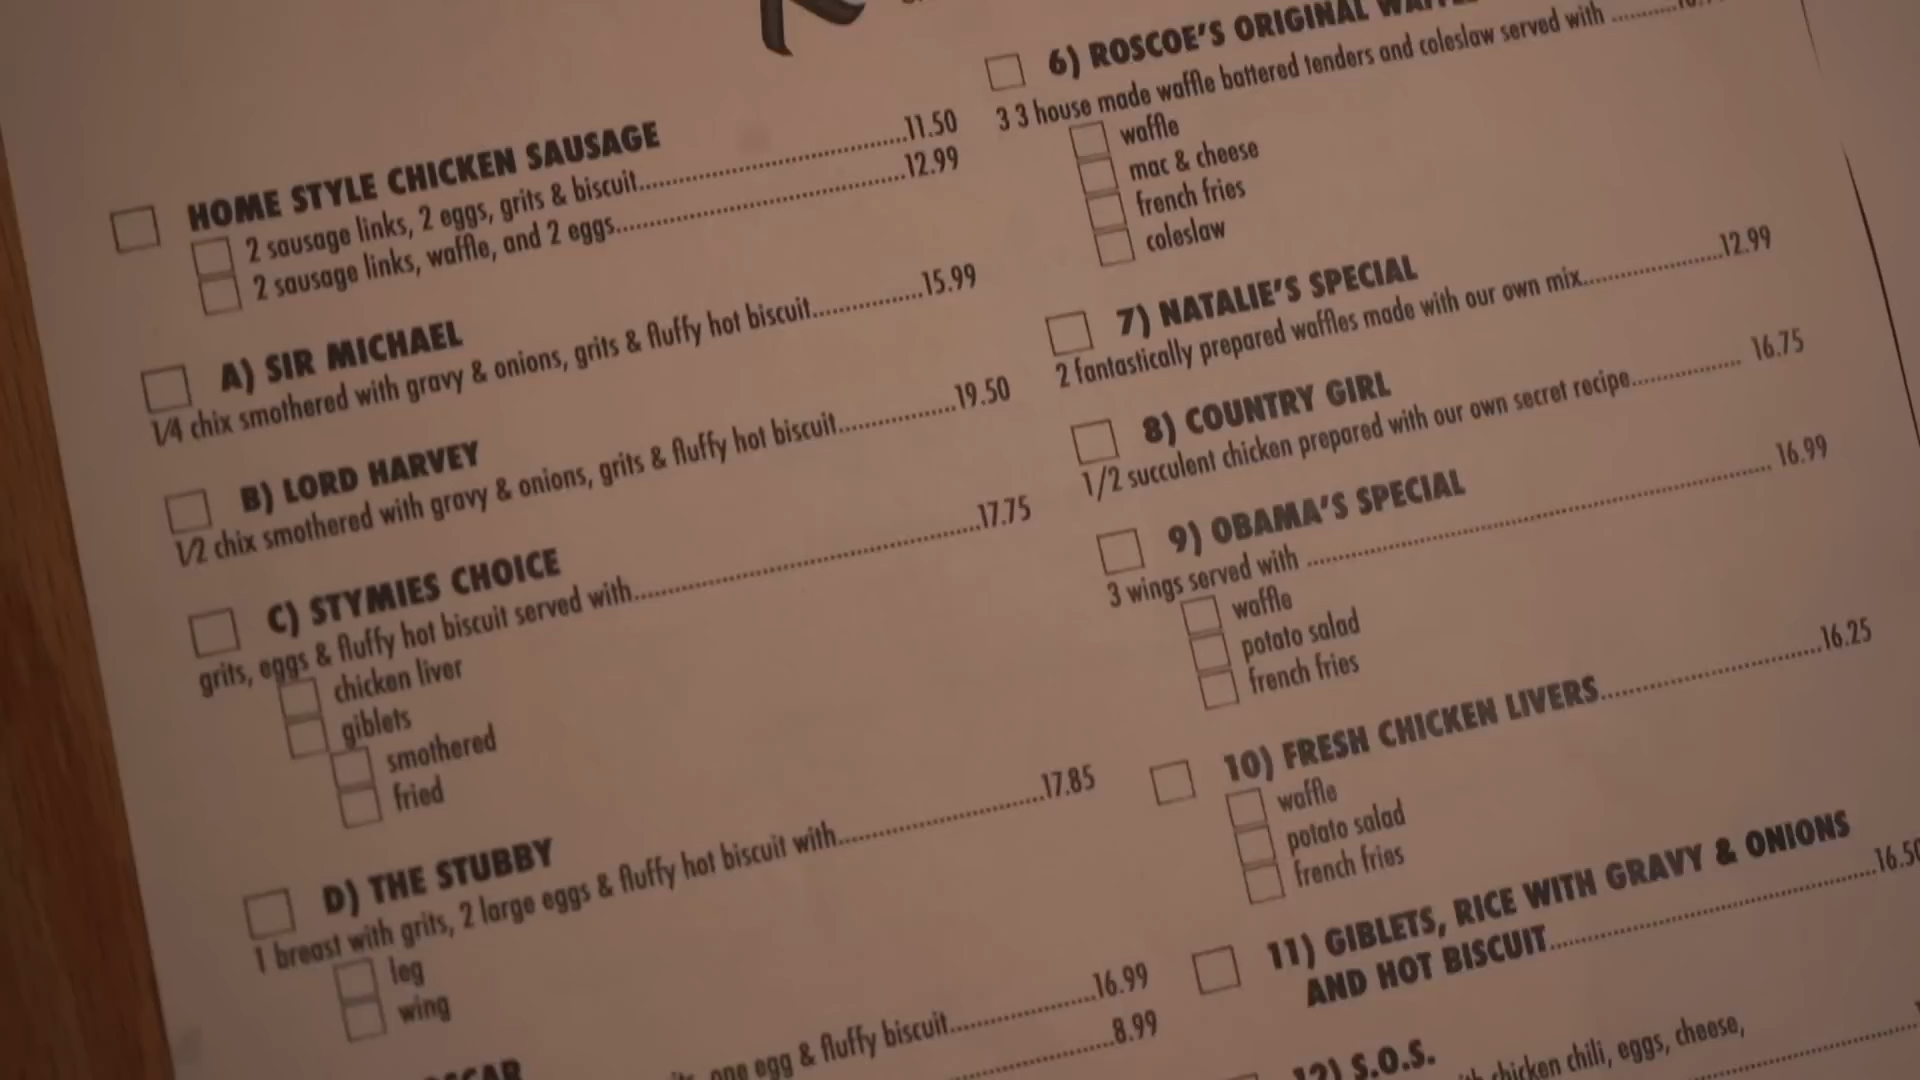 HOME STYLE CHICKEN SAUSAGE
2 sausage links, 2 eggs, grits & biscuit..........11.50
2 sausage links, waffle, and 2 eggs..........12.99
A) SIR MICHAEL
1/4 chix smothered with gravy & onions, grits & fluffy hot biscuit..........15.99
B) LORD HARVEY
1/2 chix smothered with gravy & onions, grits & fluffy hot biscuit..........19.50
C) STYMIES CHOICE
grits, eggs & fluffy hot biscuit served with..........17.75
chicken liver
giblets
smothered
fried
D) THE STUBBY
1 breast with grits, 2 large eggs & fluffy hot biscuit with..........17.85
leg
wing
one egg & fluffy biscuit..........16.99
..........8.99
6) ROSCOE'S ORIGINAL
3 3 house made waffle battered tenders and coleslaw served with ..........
waffle
mac & cheese
french fries
coleslaw
7) NATALIE'S SPECIAL
2 fantastically prepared waffles made with our own mix..........12.99
8) COUNTRY GIRL
1/2 succulent chicken prepared with our own secret recipe.......... 16.75
9) OBAMA'S SPECIAL
3 wings served with .......... 16.99
waffle
potato salad
french fries
10) FRESH CHICKEN LIVERS..........16.25
waffle
potato salad
french fries
11) GIBLETS, RICE WITH GRAVY & ONIONS
AND HOT BISCUIT..........16.50
12) S.O.S.
chicken chili, eggs, cheese,